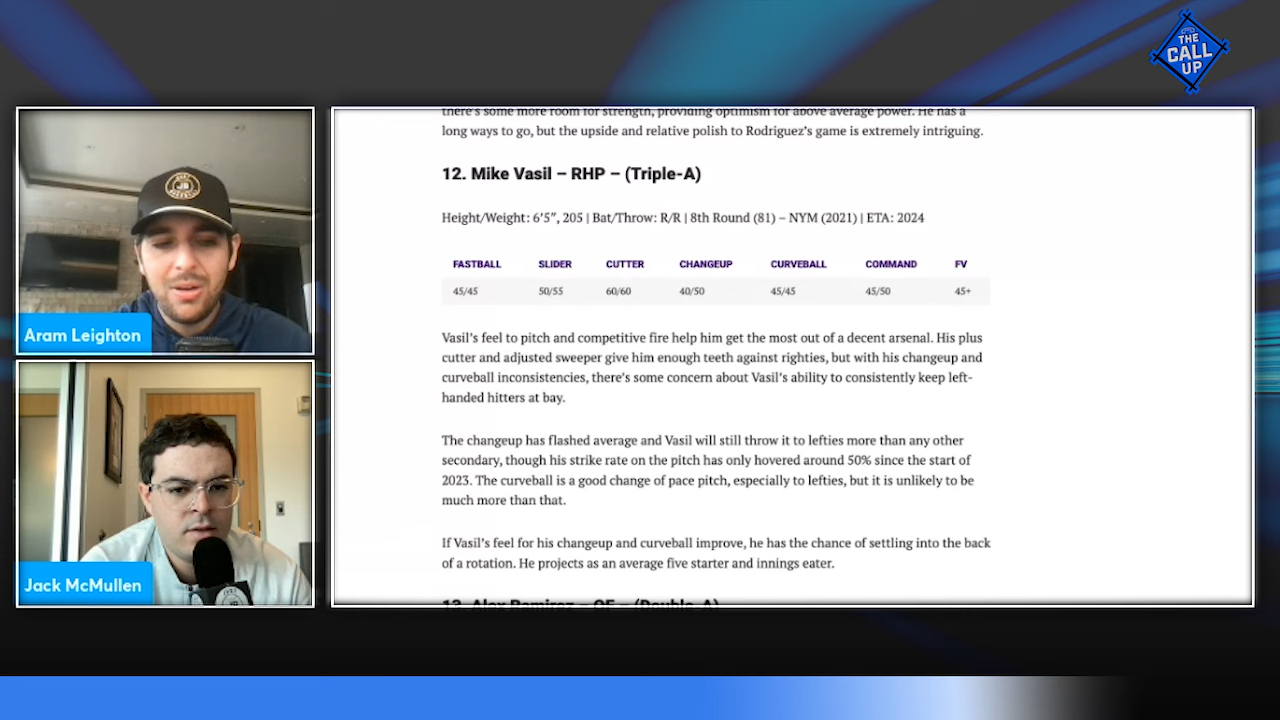 THE
CALL
UP
there's some more room for strength, providing optimism for above average power. He has a
long ways to go, but the upside and relative polish to Rodriguez's game is extremely intriguing.
12. Mike Vasil – RHP – (Triple-A)
Height/Weight: 6'5″, 205 | Bat/Throw: R/R | 8th Round (81) – NYM (2021) | ETA: 2024
FASTBALL SLIDER CUTTER CHANGEUP CURVEBALL COMMAND FV
45/45 50/55 60/60 40/50 45/45 45/50 45+
Vasil's feel to pitch and competitive fire help him get the most out of a decent arsenal. His plus
cutter and adjusted sweeper give him enough teeth against righties, but with his changeup and
curveball inconsistencies, there's some concern about Vasil's ability to consistently keep left-
handed hitters at bay.
The changeup has flashed average and Vasil will still throw it to lefties more than any other
secondary, though his strike rate on the pitch has only hovered around 50% since the start of
2023. The curveball is a good change of pace pitch, especially to lefties, but it is unlikely to be
much more than that.
If Vasil's feel for his changeup and curveball improve, he has the chance of settling into the back
of a rotation. He projects as an average five starter and innings eater.
13. Alex Ramirez – OF – (Double-A)
JB
Aram Leighton
Jack McMullen